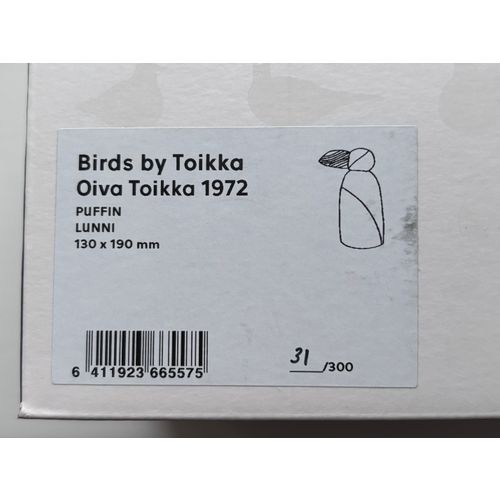 Birds by Toikka
Oiva Toikka 1972
PUFFIN
LUNNI
130 x 190 mm
6 411923 665575
31/300